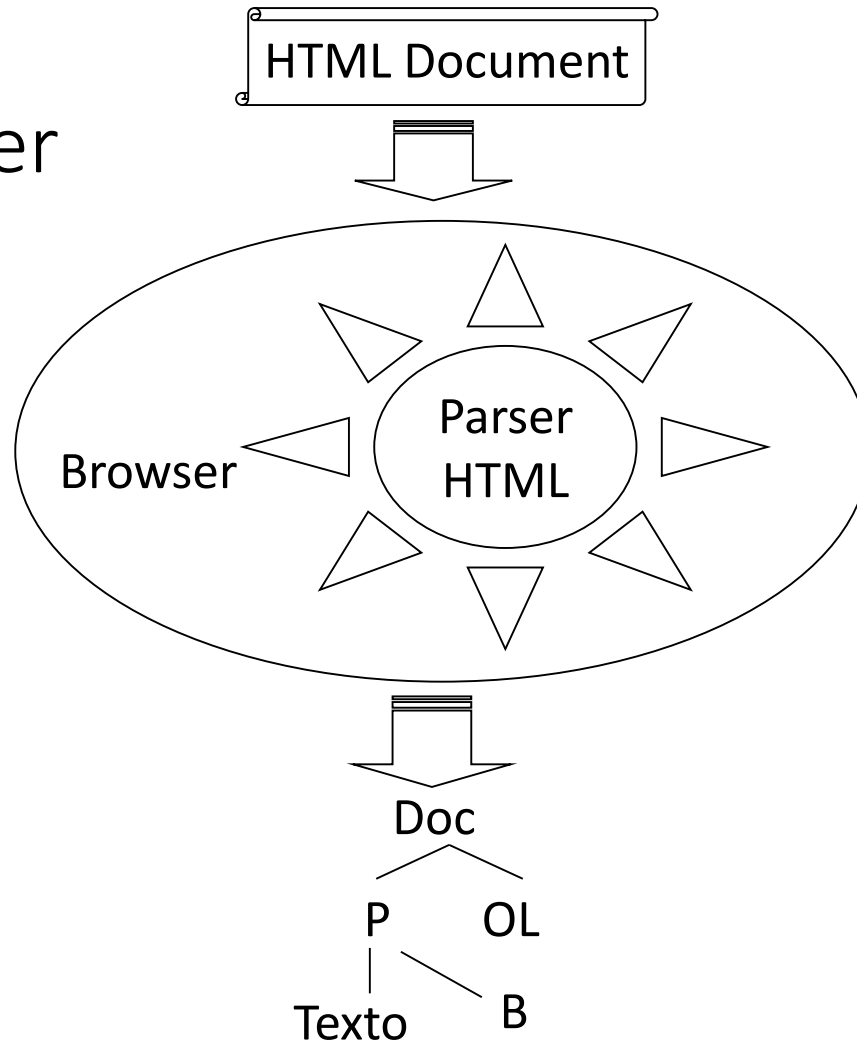 HTML Document
er
Parser
HTML
Browser
Doc
P OL
Texto B